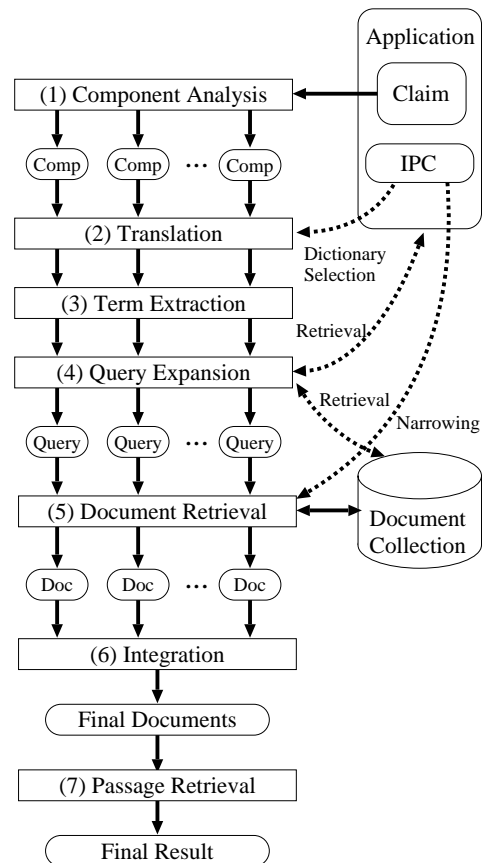 Application
(1) Component Analysis
Claim
Comp
Comp
...
Comp
IPC
(2) Translation
Dictionary
Selection
(3) Term Extraction
Retrieval
(4) Query Expansion
Retrieval
Narrowing
Query
Query
...
Query
(5) Document Retrieval
Document
Collection
Doc
Doc
...
Doc
(6) Integration
Final Documents
(7) Passage Retrieval
Final Result